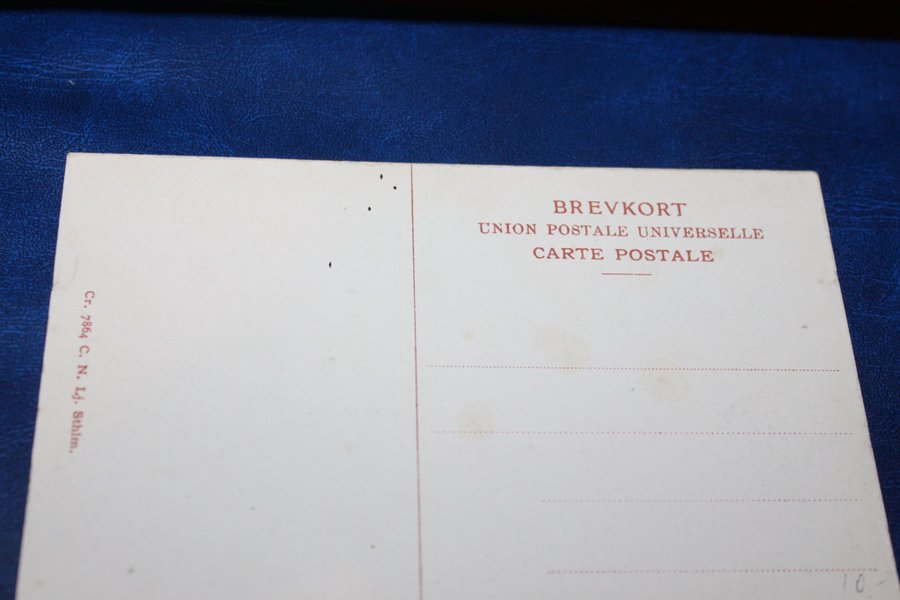 BREVKORT
UNION POSTALE UNIVERSELLE
CARTE POSTALE
Cr. 7864 C. N. Lj. Sthlm.
10-